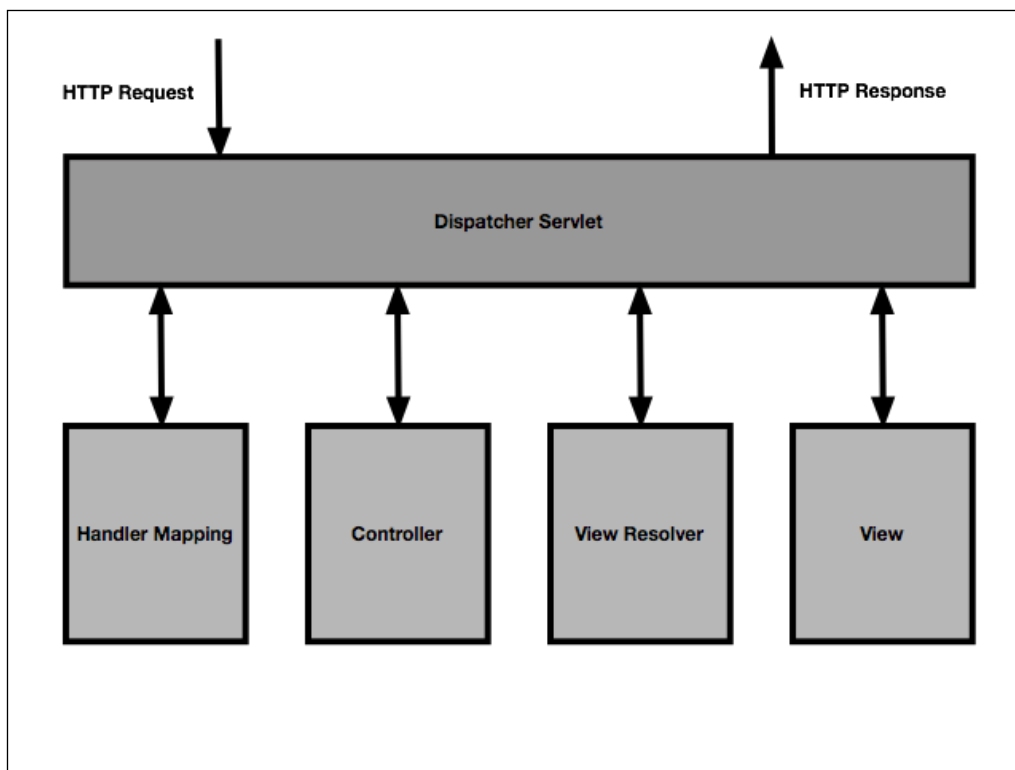 HTTP Request
HTTP Response
Dispatcher Servlet
Handler Mapping
Controller
View Resolver
View